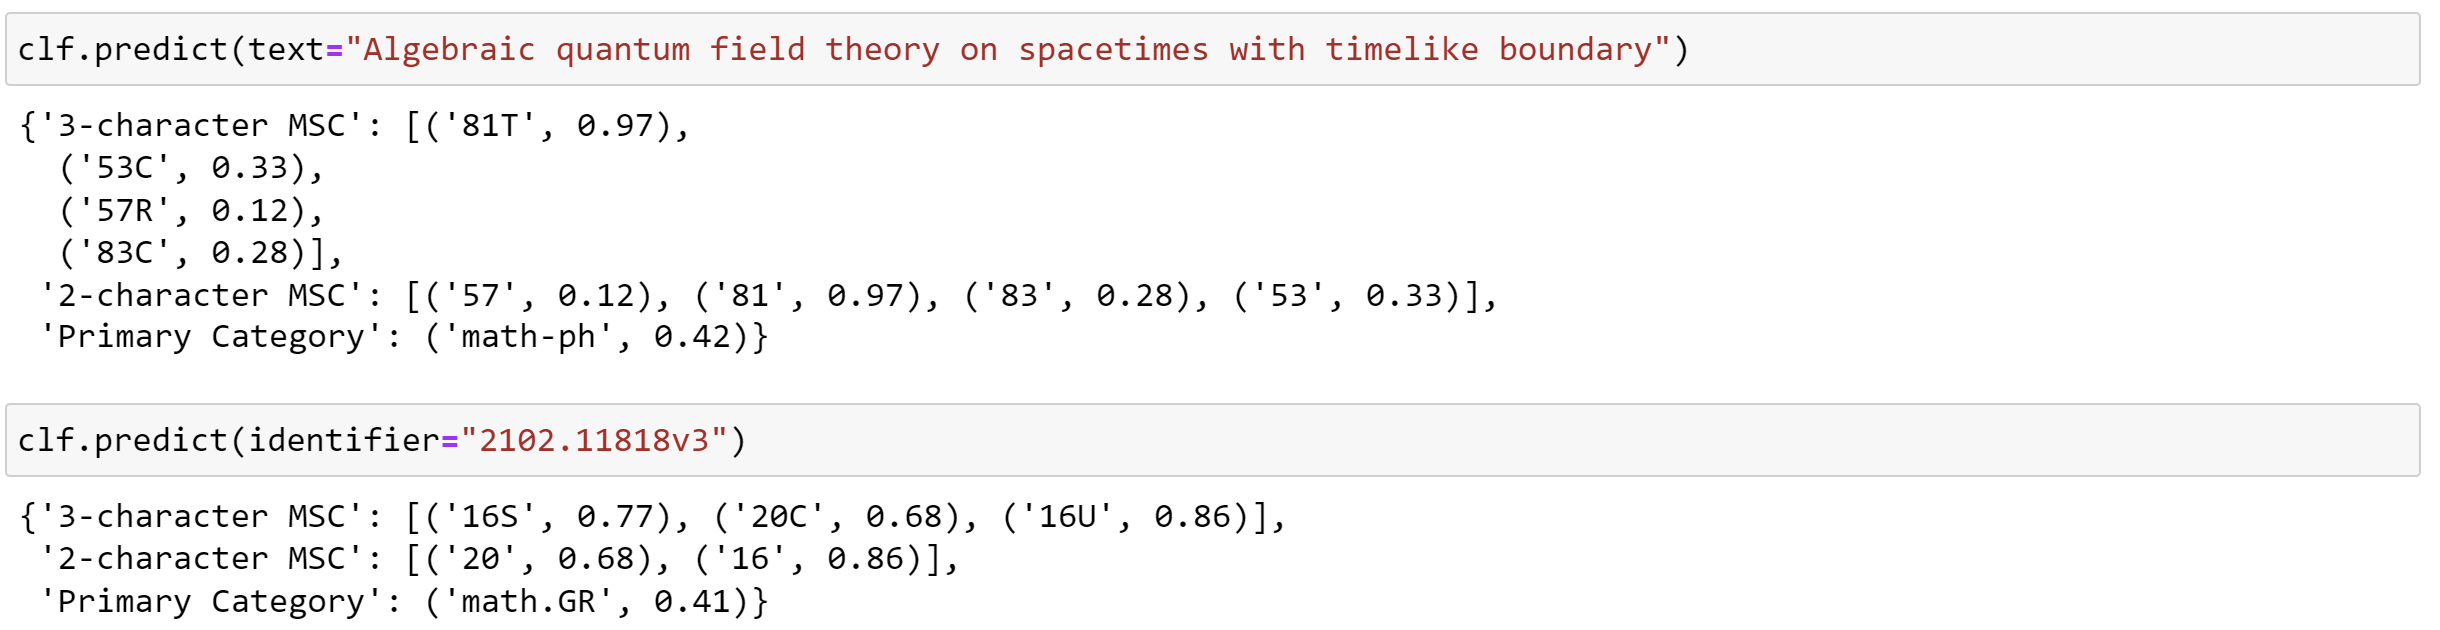 clf.predict(text="Algebraic quantum field theory on spacetimes with timelike boundary")
{'3-character MSC': [('81T', 0.97),
('53C', 0.33),
('57R', 0.12),
('83C', 0.28)],
'2-character MSC': [('57', 0.12), ('81', 0.97), ('83', 0.28), ('53', 0.33)],
'Primary Category': ('math-ph', 0.42)}
clf.predict(identifier="2102.11818v3")
{'3-character MSC': [('16S', 0.77), ('20C', 0.68), ('16U', 0.86)],
'2-character MSC': [('20', 0.68), ('16', 0.86)],
'Primary Category': ('math.GR', 0.41)}